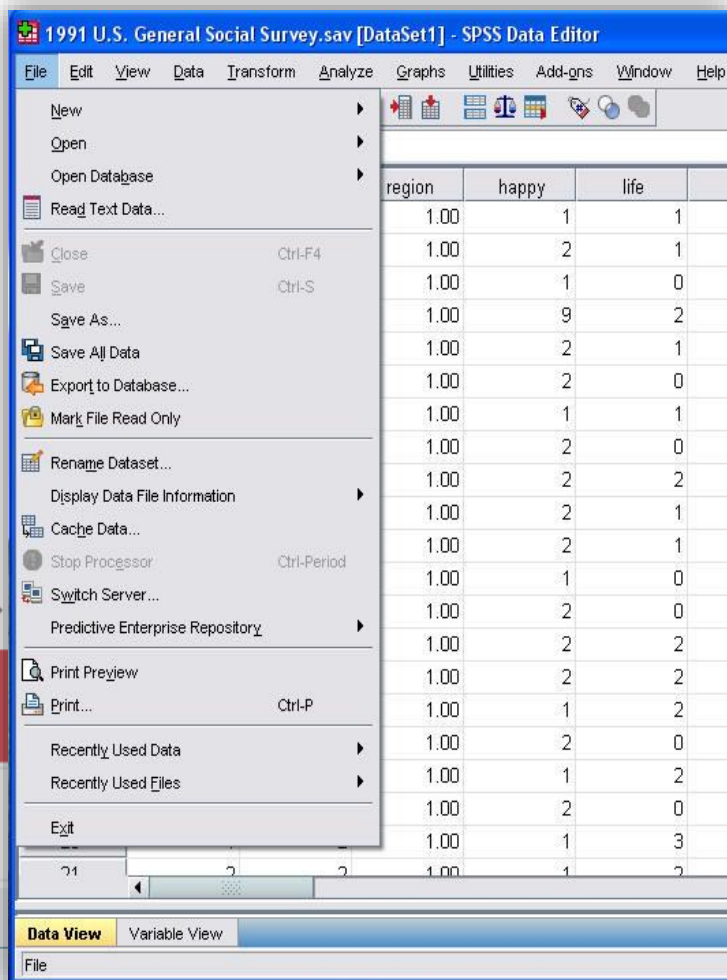 1991 U.S. General Social Survey.sav [DataSet1] - SPSS Data Editor
File Edit View Data Transform Analyze Graphs Utilities Add-ons Window Help
New
Open
Open Database
Read Text Data...
Close Ctrl-F4
Save Ctrl-S
Save As...
Save All Data
Export to Database...
Mark File Read Only
Rename Dataset...
Display Data File Information
Cache Data...
Stop Processor Ctrl-Period
Switch Server...
Predictive Enterprise Repository
Print Preview
Print... Ctrl-P
Recently Used Data
Recently Used Files
Exit
region happy life
1.00 1 1
1.00 2 1
1.00 1 0
1.00 9 2
1.00 2 1
1.00 2 0
1.00 1 1
1.00 2 0
1.00 2 2
1.00 2 1
1.00 2 1
1.00 1 0
1.00 2 0
1.00 2 2
1.00 2 2
1.00 1 2
1.00 2 0
1.00 1 2
1.00 2 0
1.00 1 3
21 2 2 1.00 1 2
Data View Variable View
File